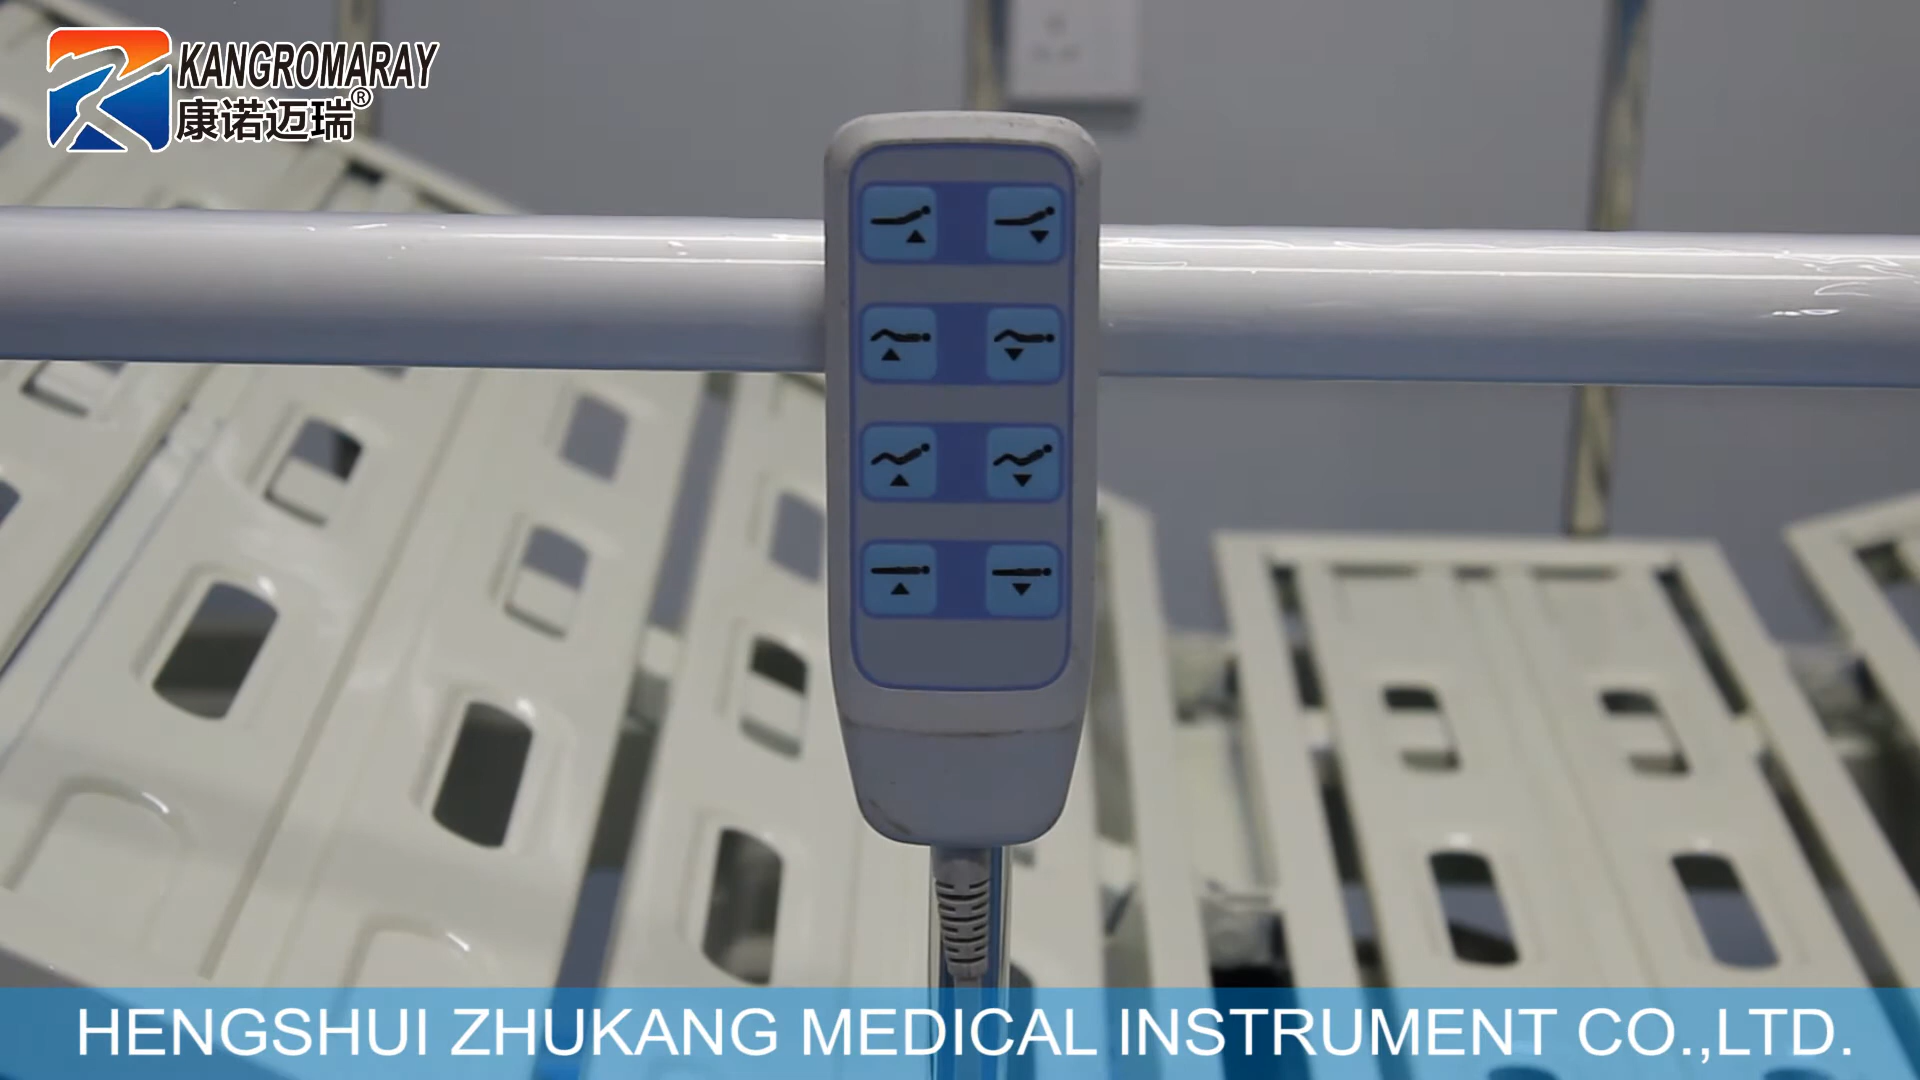 KANGROMARAY
康诺迈瑞®
HENGSHUI ZHUKANG MEDICAL INSTRUMENT CO.,LTD.